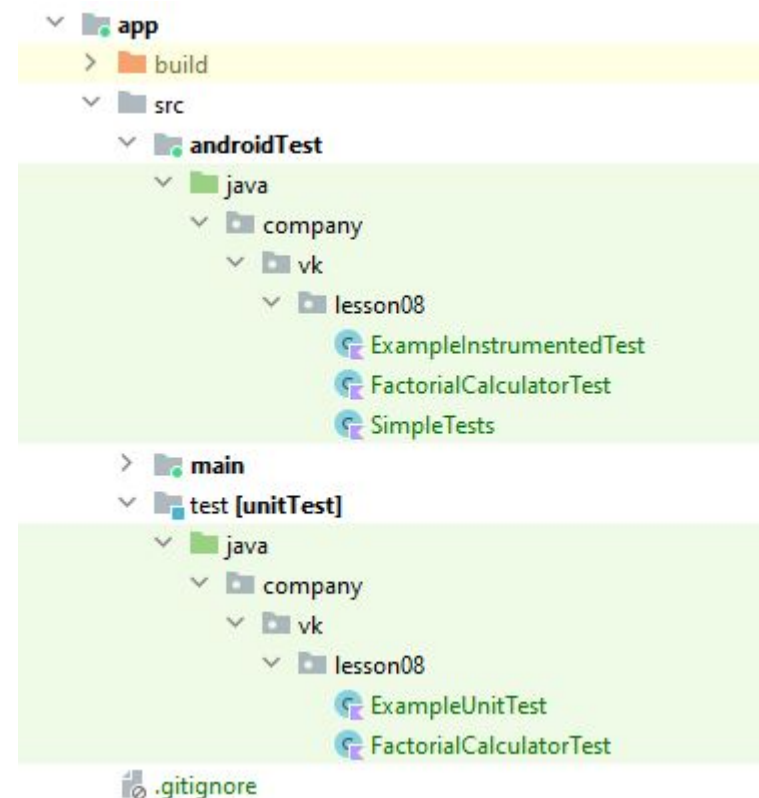 app
build
src
androidTest
java
company
vk
lesson08
ExampleInstrumentedTest
FactorialCalculatorTest
SimpleTests
main
test [unitTest]
java
company
vk
lesson08
ExampleUnitTest
FactorialCalculatorTest
.gitignore